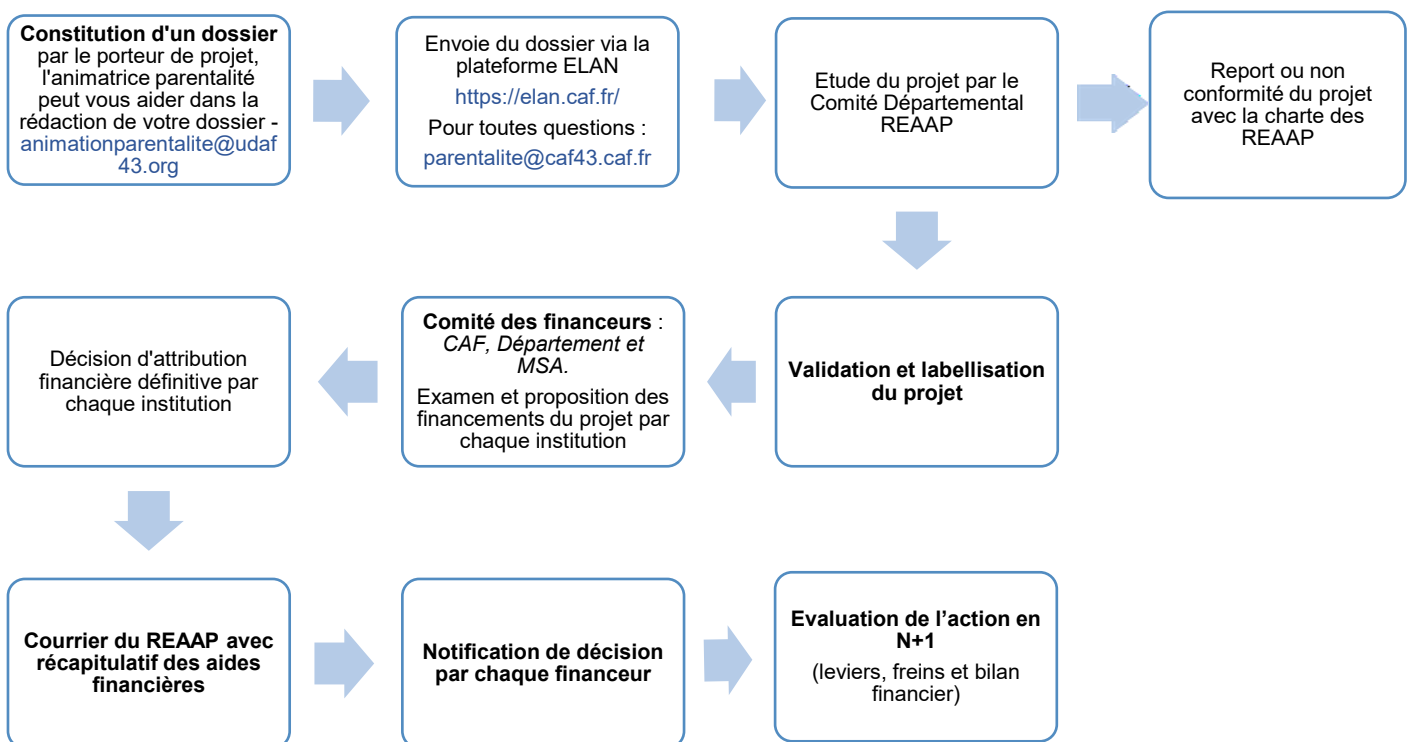 Constitution d'un dossier
par le porteur de projet,
l'animatrice parentalité
peut vous aider dans la
rédaction de votre dossier -
animationparentalite@udaf
43.org
Envoie du dossier via la
plateforme ELAN
https://elan.caf.fr/
Pour toutes questions :
parentalite@caf43.caf.fr
Etude du projet par le
Comité Départemental
REAAP
Report ou non
conformité du projet
avec la charte des
REAAP
Validation et labellisation
du projet
Comité des financeurs :
CAF, Département et
MSA.
Examen et proposition des
financements du projet par
chaque institution
Décision d'attribution
financière définitive par
chaque institution
Courrier du REAAP avec
récapitulatif des aides
financières
Notification de décision
par chaque financeur
Evaluation de l’action en
N+1
(leviers, freins et bilan
financier)